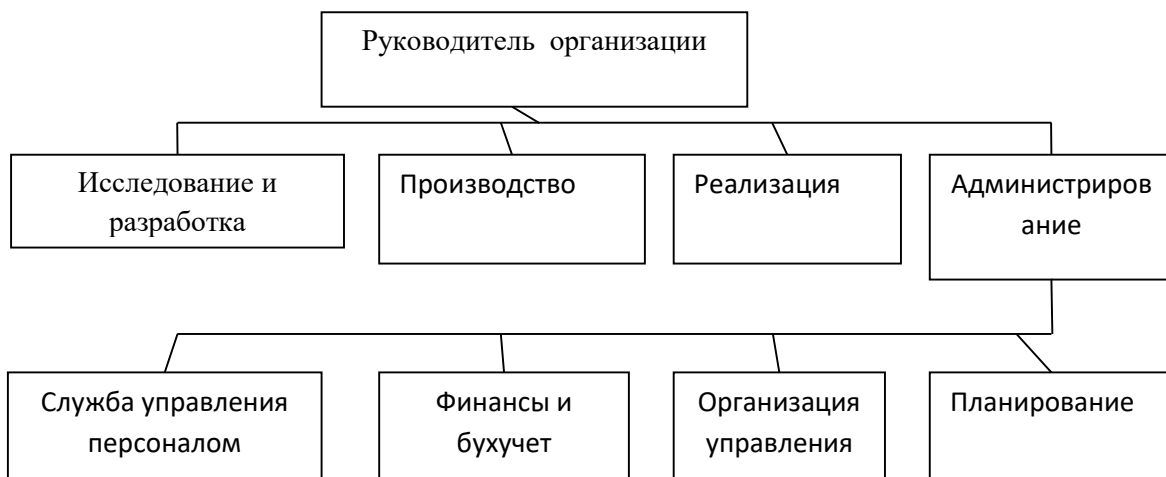 Руководитель организации
Исследование и
разработка
Производство
Реализация
Администриров
ание
Служба управления
персоналом
Финансы и
бухучет
Организация
управления
Планирование